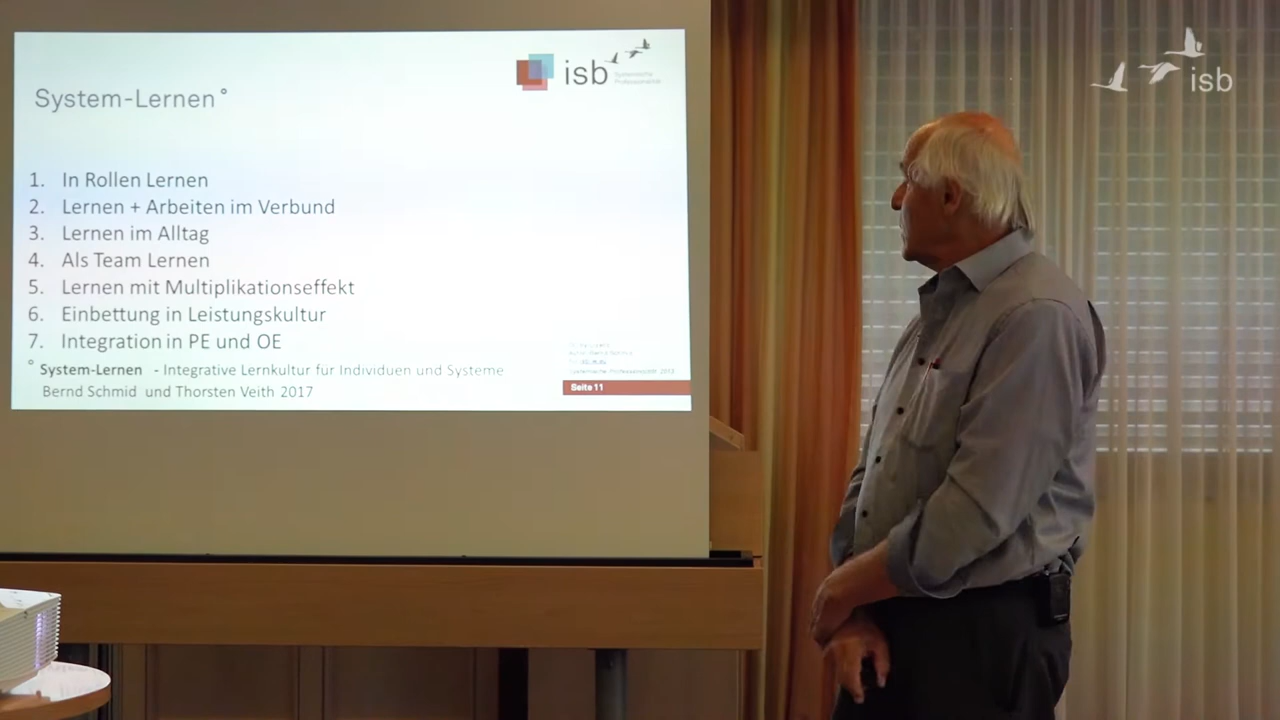 System-Lernen°
isb
Systemische
Professionalität
1. In Rollen Lernen
2. Lernen + Arbeiten im Verbund
3. Lernen im Alltag
4. Als Team Lernen
5. Lernen mit Multiplikationseffekt
6. Einbettung in Leistungskultur
7. Integration in PE und OE
° System-Lernen - Integrative Lernkultur für Individuen und Systeme
Bernd Schmid und Thorsten Veith 2017
Seite 11
isb